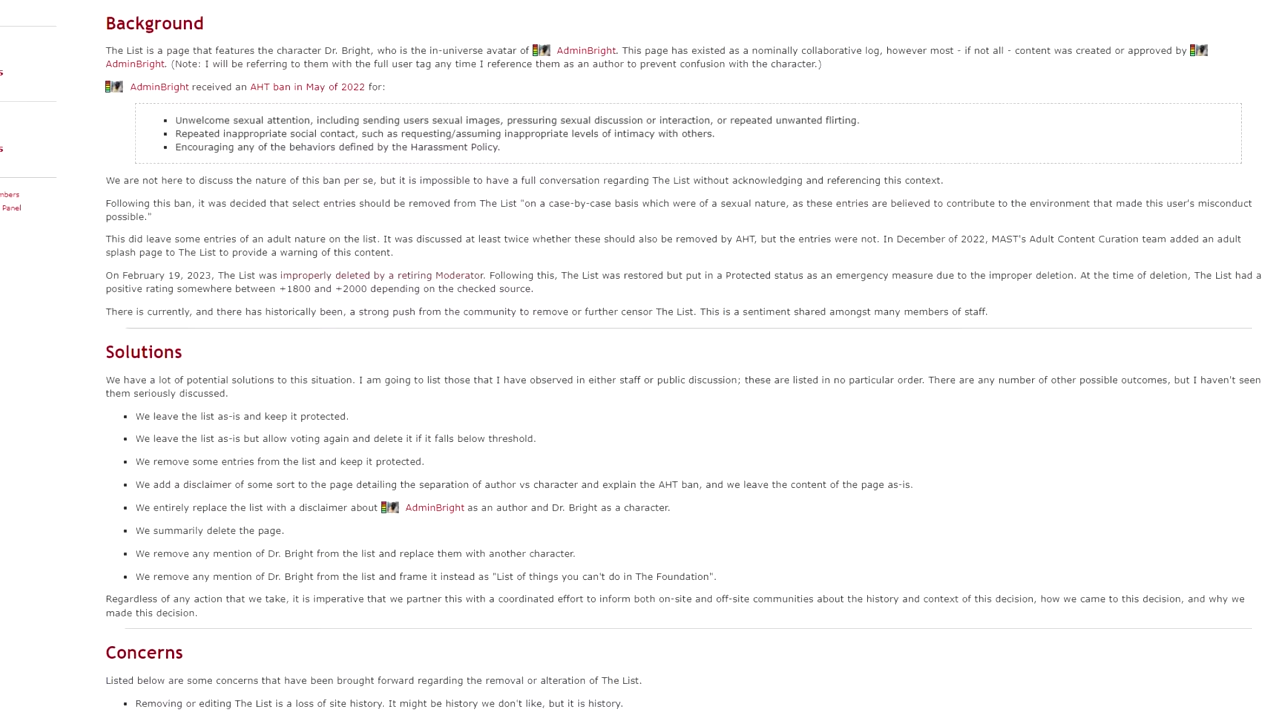 Background
The List is a page that features the character Dr. Bright, who is the in-universe avatar of AdminBright. This page has existed as a nominally collaborative log, however most - if not all - content was created or approved by
AdminBright. (Note: I will be referring to them with the full user tag any time I reference them as an author to prevent confusion with the character.)
AdminBright received an AHT ban in May of 2022 for:
s
▪ Unwelcome sexual attention, including sending users sexual images, pressuring sexual discussion or interaction, or repeated unwanted flirting.
▪ Repeated inappropriate social contact, such as requesting/assuming inappropriate levels of intimacy with others.
▪ Encouraging any of the behaviors defined by the Harassment Policy.
s
We are not here to discuss the nature of this ban per se, but it is impossible to have a full conversation regarding The List without acknowledging and referencing this context.
mbers
Following this ban, it was decided that select entries should be removed from The List "on a case-by-case basis which were of a sexual nature, as these entries are believed to contribute to the environment that made this user's misconduct
Panel
possible."
This did leave some entries of an adult nature on the list. It was discussed at least twice whether these should also be removed by AHT, but the entries were not. In December of 2022, MAST's Adult Content Curation team added an adult
splash page to The List to provide a warning of this content.
On February 19, 2023, The List was improperly deleted by a retiring Moderator. Following this, The List was restored but put in a Protected status as an emergency measure due to the improper deletion. At the time of deletion, The List had a
positive rating somewhere between +1800 and +2000 depending on the checked source.
There is currently, and there has historically been, a strong push from the community to remove or further censor The List. This is a sentiment shared amongst many members of staff.
Solutions
We have a lot of potential solutions to this situation. I am going to list those that I have observed in either staff or public discussion; these are listed in no particular order. There are any number of other possible outcomes, but I haven't seen
them seriously discussed.
▪ We leave the list as-is and keep it protected.
▪ We leave the list as-is but allow voting again and delete it if it falls below threshold.
▪ We remove some entries from the list and keep it protected.
▪ We add a disclaimer of some sort to the page detailing the separation of author vs character and explain the AHT ban, and we leave the content of the page as-is.
▪ We entirely replace the list with a disclaimer about AdminBright as an author and Dr. Bright as a character.
▪ We summarily delete the page.
▪ We remove any mention of Dr. Bright from the list and replace them with another character.
▪ We remove any mention of Dr. Bright from the list and frame it instead as "List of things you can't do in The Foundation".
Regardless of any action that we take, it is imperative that we partner this with a coordinated effort to inform both on-site and off-site communities about the history and context of this decision, how we came to this decision, and why we
made this decision.
Concerns
Listed below are some concerns that have been brought forward regarding the removal or alteration of The List.
▪ Removing or editing The List is a loss of site history. It might be history we don't like, but it is history.